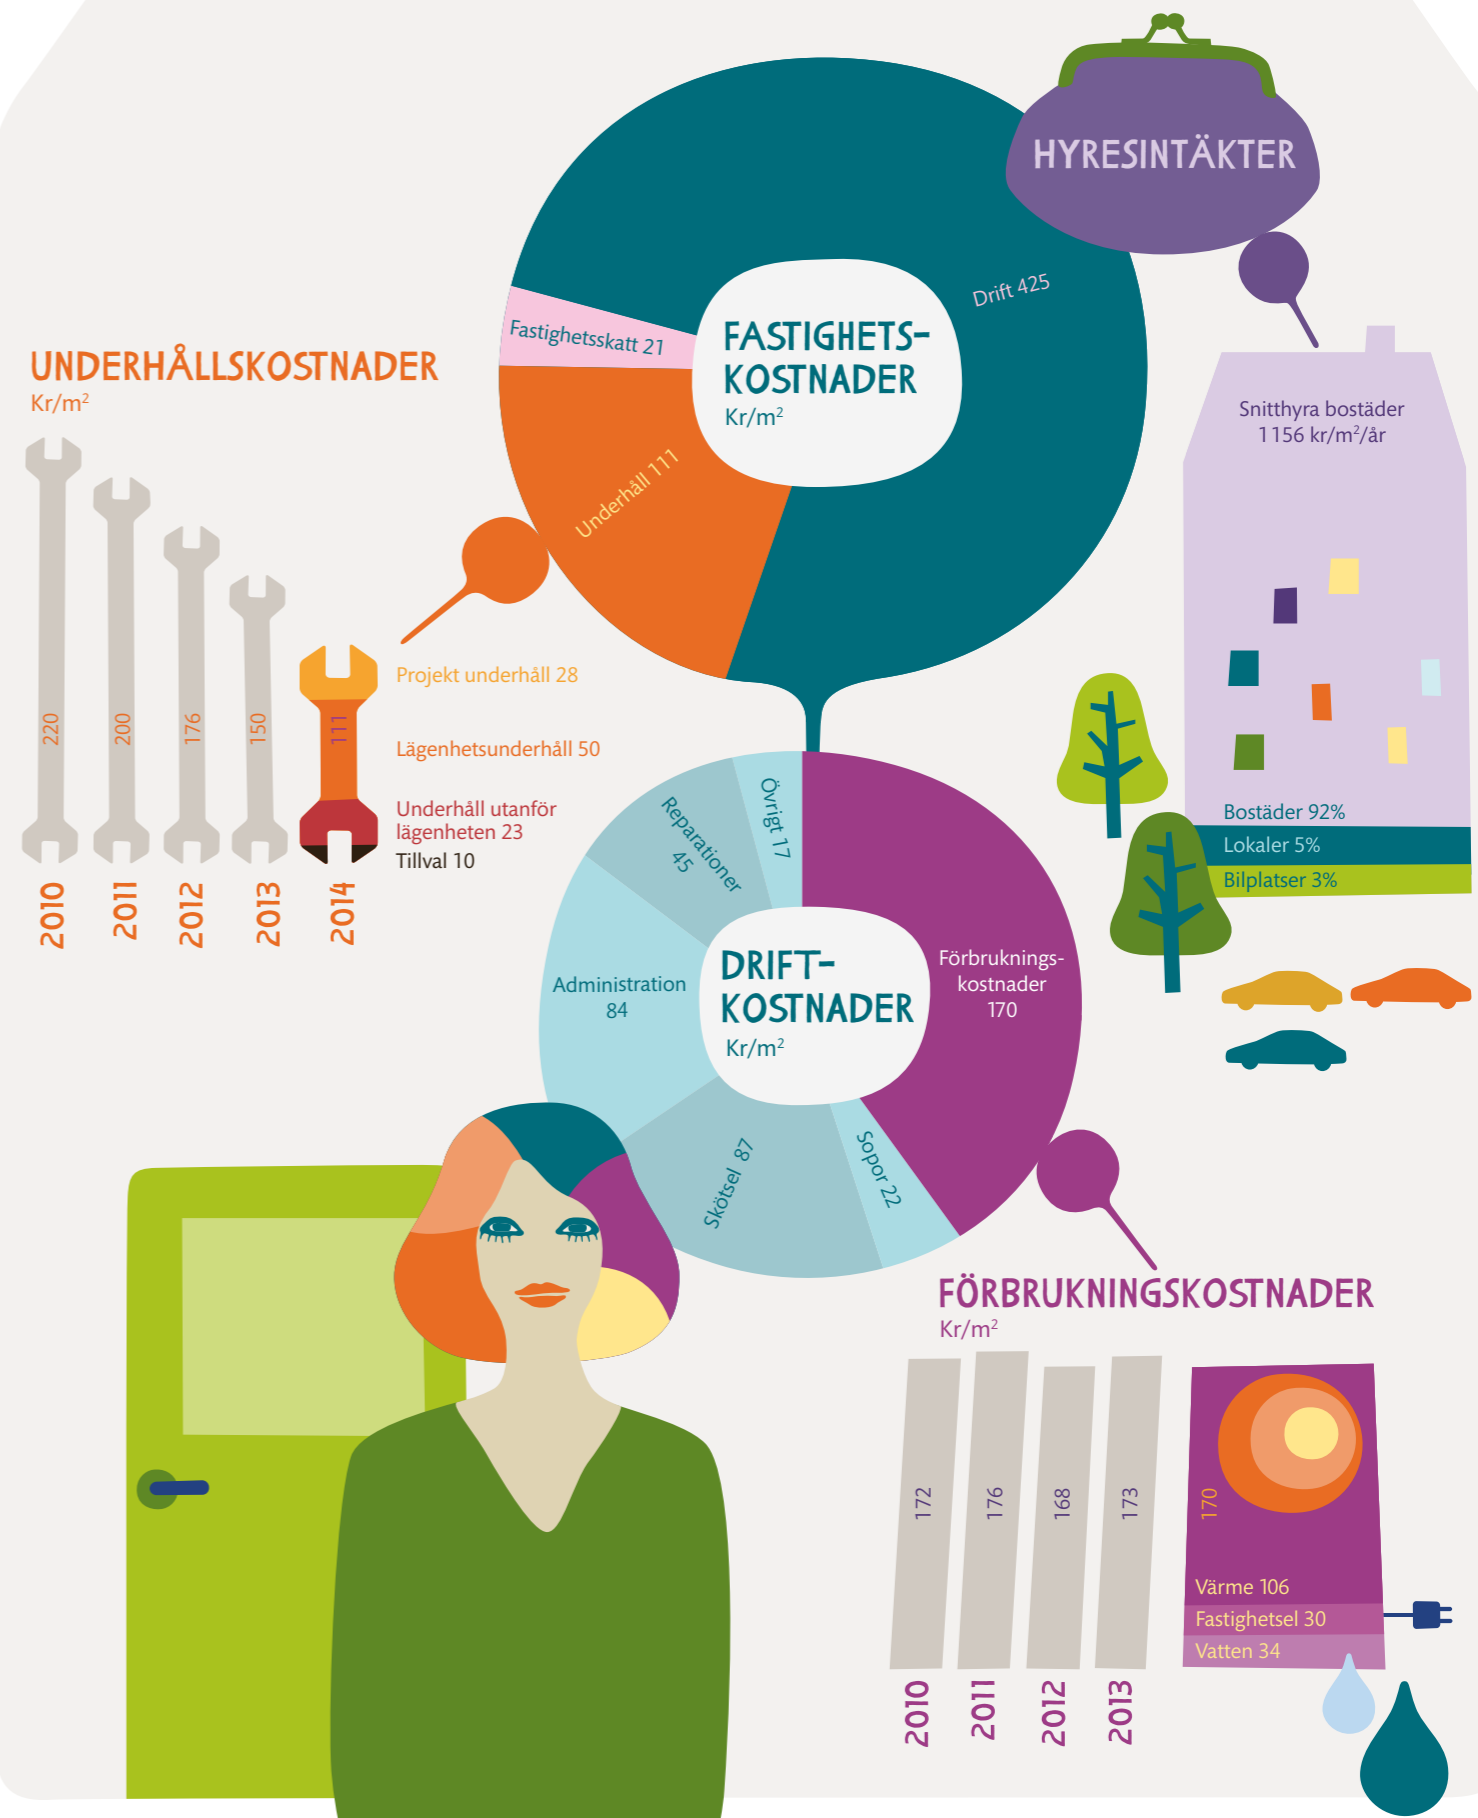 HYRESINTÄKTER
Drift 425
Fastighetsskatt 21
FASTIGHETS-
KOSTNADER
Kr/m²
Underhåll 111
UNDERHÅLLSKOSTNADER
Kr/m²
220
200
176
150
111
Projekt underhåll 28
Lägenhetsunderhåll 50
Underhåll utanför
lägenheten 23
Tillval 10
2010
2011
2012
2013
2014
Snitthyra bostäder
1 156 kr/m²/år
Bostäder 92%
Lokaler 5%
Bilplatser 3%
Övrigt 17
Reparationer
45
Administration
84
DRIFT-
KOSTNADER
Kr/m²
Förbruknings-
kostnader
170
Skötsel 87
Sopor 22
FÖRBRUKNINGSKOSTNADER
Kr/m²
172
176
168
173
170
Värme 106
Fastighetsel 30
Vatten 34
2010
2011
2012
2013